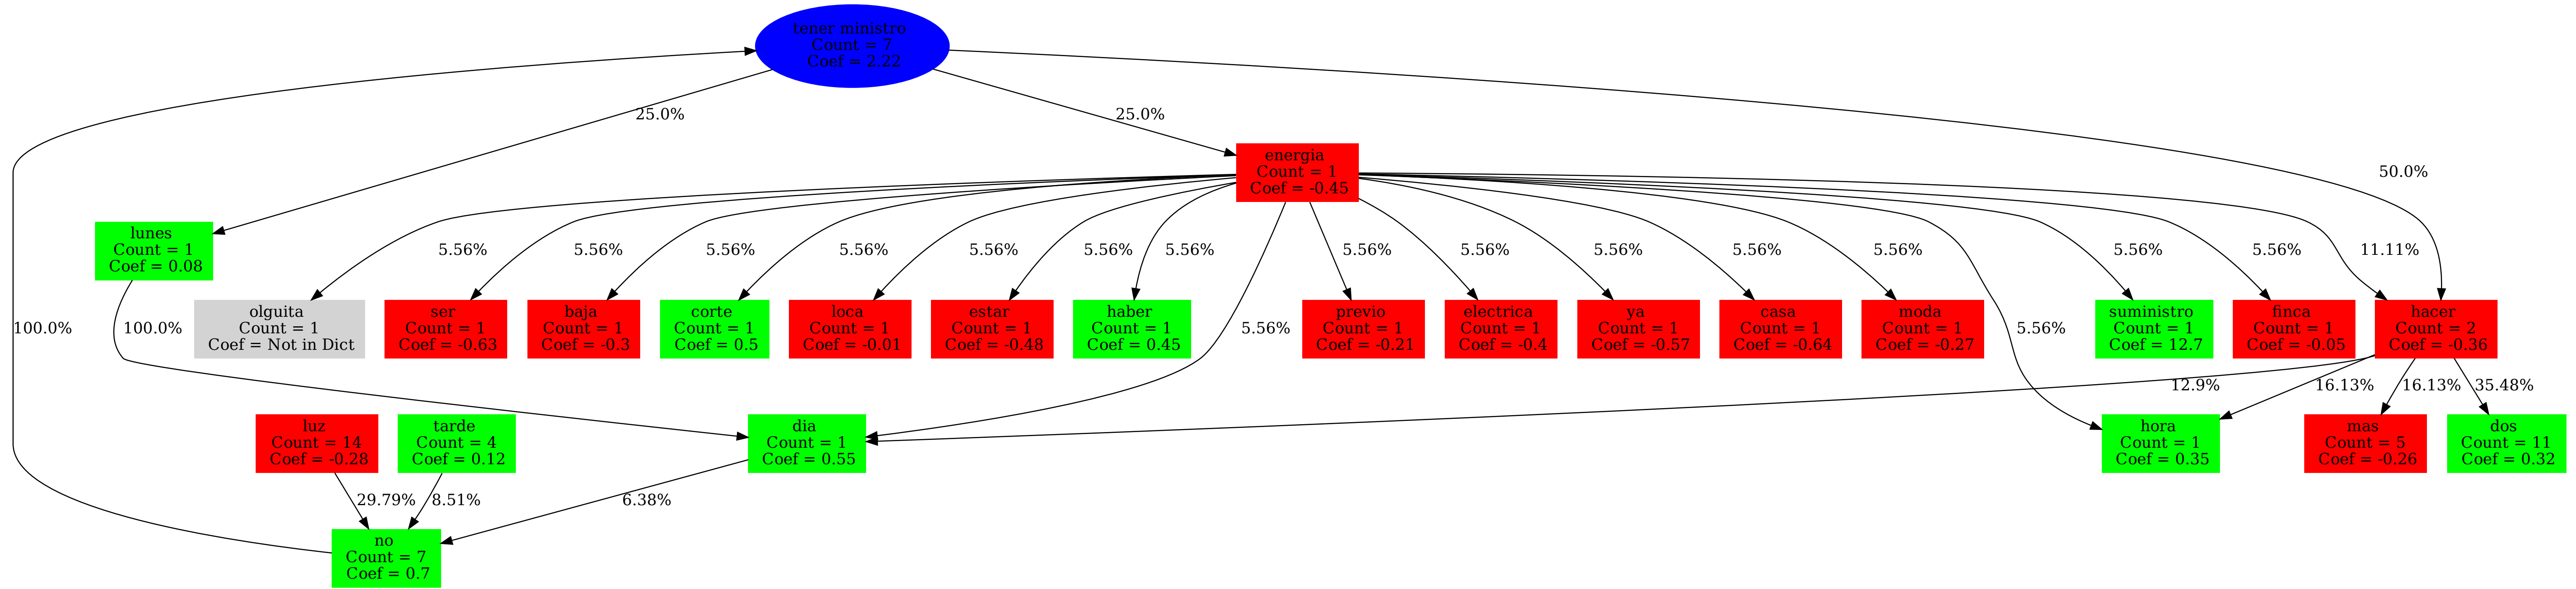 tener ministro
Count = 7
Coef = 2.22
25.0%
25.0%
50.0%
energia
Count = 1
Coef = -0.45
lunes
Count = 1
Coef = 0.08
5.56%
5.56%
5.56%
5.56%
5.56%
5.56%
5.56%
5.56%
5.56%
5.56%
5.56%
5.56%
5.56%
5.56%
11.11%
olguita
Count = 1
Coef = Not in Dict
ser
Count = 1
Coef = -0.63
baja
Count = 1
Coef = -0.3
corte
Count = 1
Coef = 0.5
loca
Count = 1
Coef = -0.01
estar
Count = 1
Coef = -0.48
haber
Count = 1
Coef = 0.45
previo
Count = 1
Coef = -0.21
electrica
Count = 1
Coef = -0.4
ya
Count = 1
Coef = -0.57
casa
Count = 1
Coef = -0.64
moda
Count = 1
Coef = -0.27
suministro
Count = 1
Coef = 12.7
finca
Count = 1
Coef = -0.05
hacer
Count = 2
Coef = -0.36
100.0%
100.0%
5.56%
5.56%
12.9%
16.13%
16.13%
35.48%
luz
Count = 14
Coef = -0.28
tarde
Count = 4
Coef = 0.12
dia
Count = 1
Coef = 0.55
hora
Count = 1
Coef = 0.35
mas
Count = 5
Coef = -0.26
dos
Count = 11
Coef = 0.32
29.79%
8.51%
6.38%
no
Count = 7
Coef = 0.7